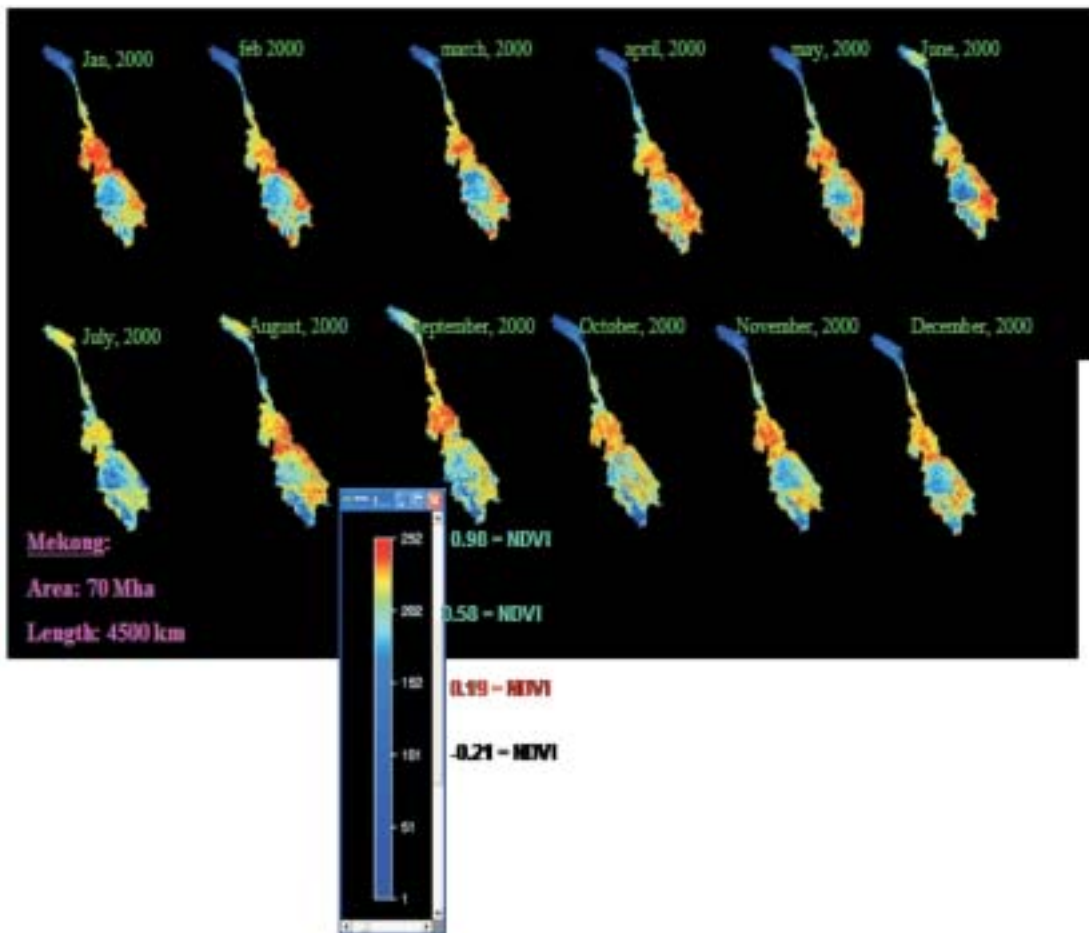 Jan, 2000
feb 2000
march, 2000
april, 2000
may, 2000
June, 2000
July, 2000
August, 2000
September, 2000
October, 2000
November, 2000
December, 2000
Mekong:
Area: 70 Mha
Length: 4500 km
252
202
152
101
51
1
0.98 = NDVI
0.58 = NDVI
0.19 = NDVI
-0.21 = NDVI